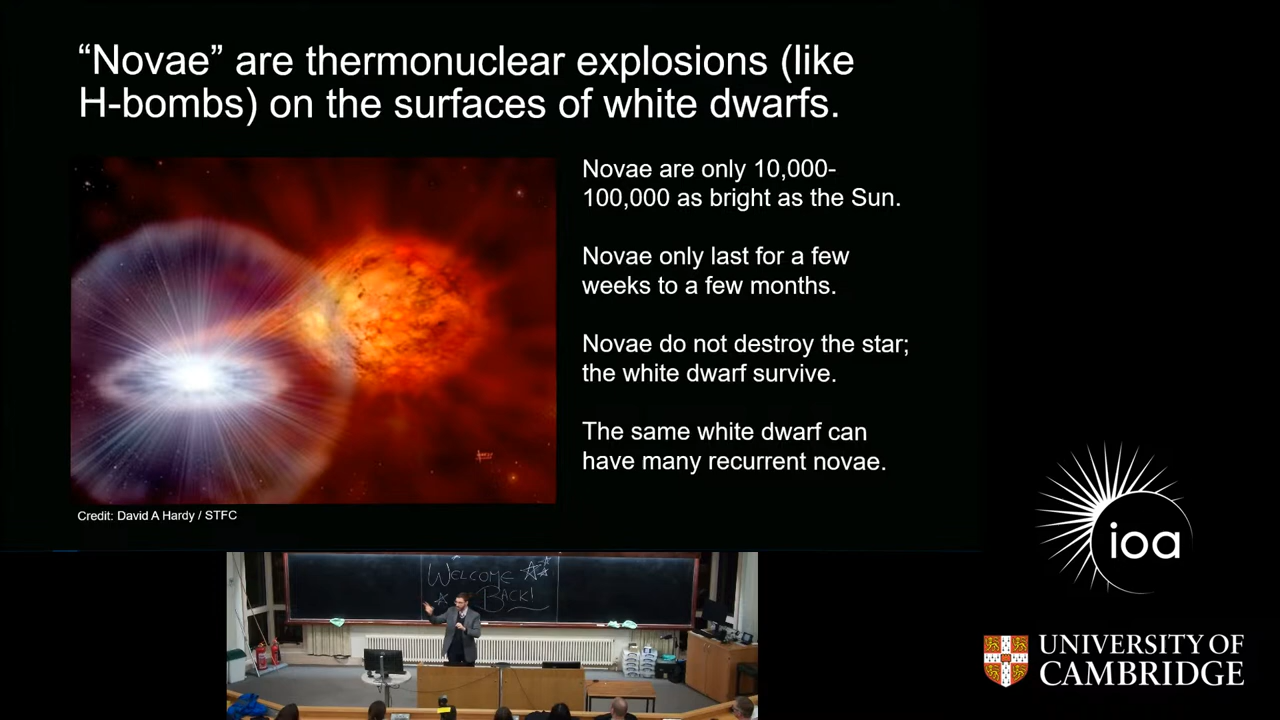 “Novae” are thermonuclear explosions (like
H-bombs) on the surfaces of white dwarfs.
Novae are only 10,000-
100,000 as bright as the Sun.
Novae only last for a few
weeks to a few months.
Novae do not destroy the star;
the white dwarf survive.
The same white dwarf can
have many recurrent novae.
Credit: David A Hardy / STFC
WELCOME
BACK!
ioa
UNIVERSITY OF
CAMBRIDGE